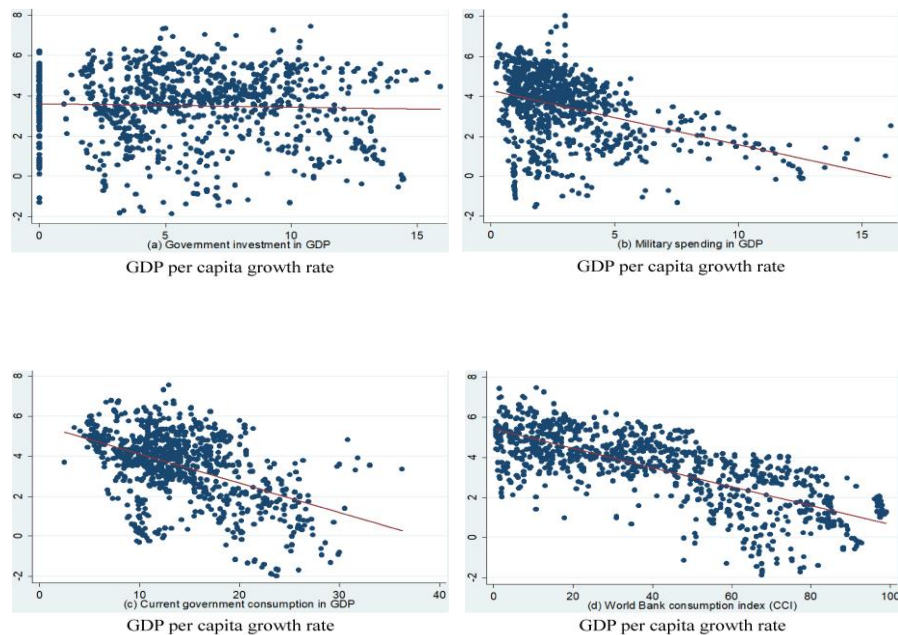 8
6
4
2
0
-2
0 5 10 15
(a) Government investment in GDP
GDP per capita growth rate
8
6
4
2
0
-2
0 5 10 15
(b) Military spending in GDP
GDP per capita growth rate
8
6
4
2
0
-2
0 10 20 30 40
(c) Current government consumption in GDP
GDP per capita growth rate
8
6
4
2
0
-2
0 20 40 60 80 100
(d) World Bank consumption index (CCI)
GDP per capita growth rate